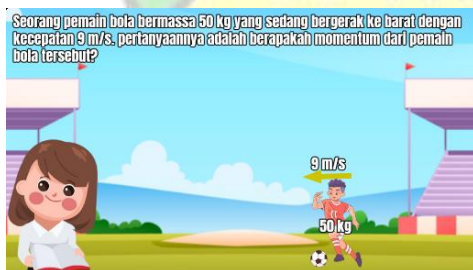 Seorang pemain bola bermassa 50 kg yang sedang bergerak ke barat dengan
kecepatan 9 m/s. pertanyaannya adalah berapakah momentum dari pemain
bola tersebut?
9 m/s
50 kg